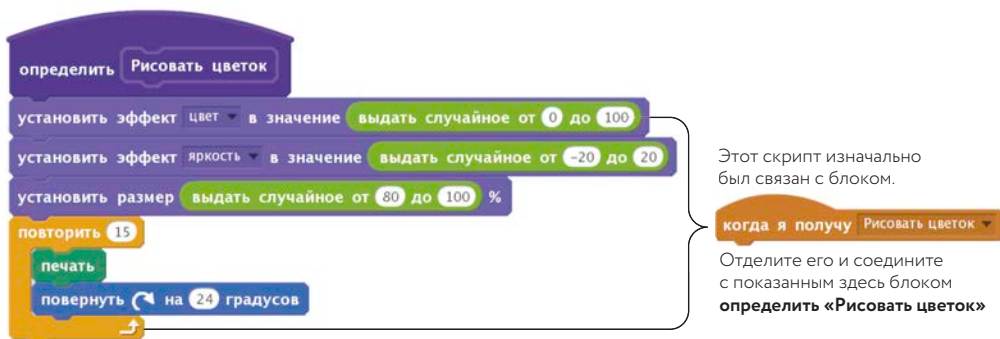 определить Рисовать цветок
установить эффект цвет в значение выдать случайное от 0 до 100
установить эффект яркость в значение выдать случайное от -20 до 20
установить размер выдать случайное от 80 до 100 %
повторить 15
печать
повернуть на 24 градусов
Этот скрипт изначально
был связан с блоком.
когда я получу Рисовать цветок
Отделите его и соедините
с показанным здесь блоком
определить «Рисовать цветок»